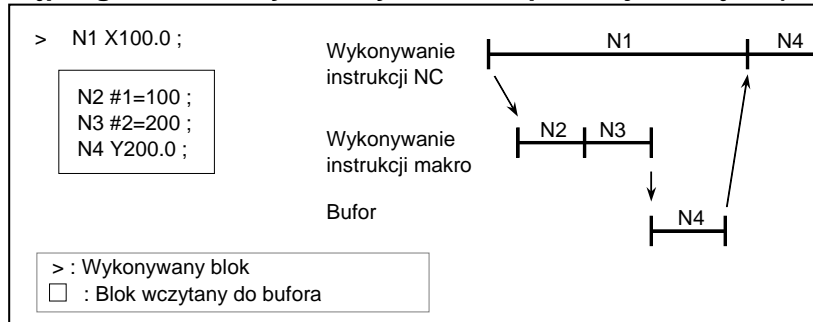 > N1 X100.0 ;
N2 #1=100 ;
N3 #2=200 ;
N4 Y200.0 ;
> : Wykonywany blok
□ : Blok wczytany do bufora
Wykonywanie
instrukcji NC
N1
N4
Wykonywanie
instrukcji makro
N2
N3
Bufor
N4